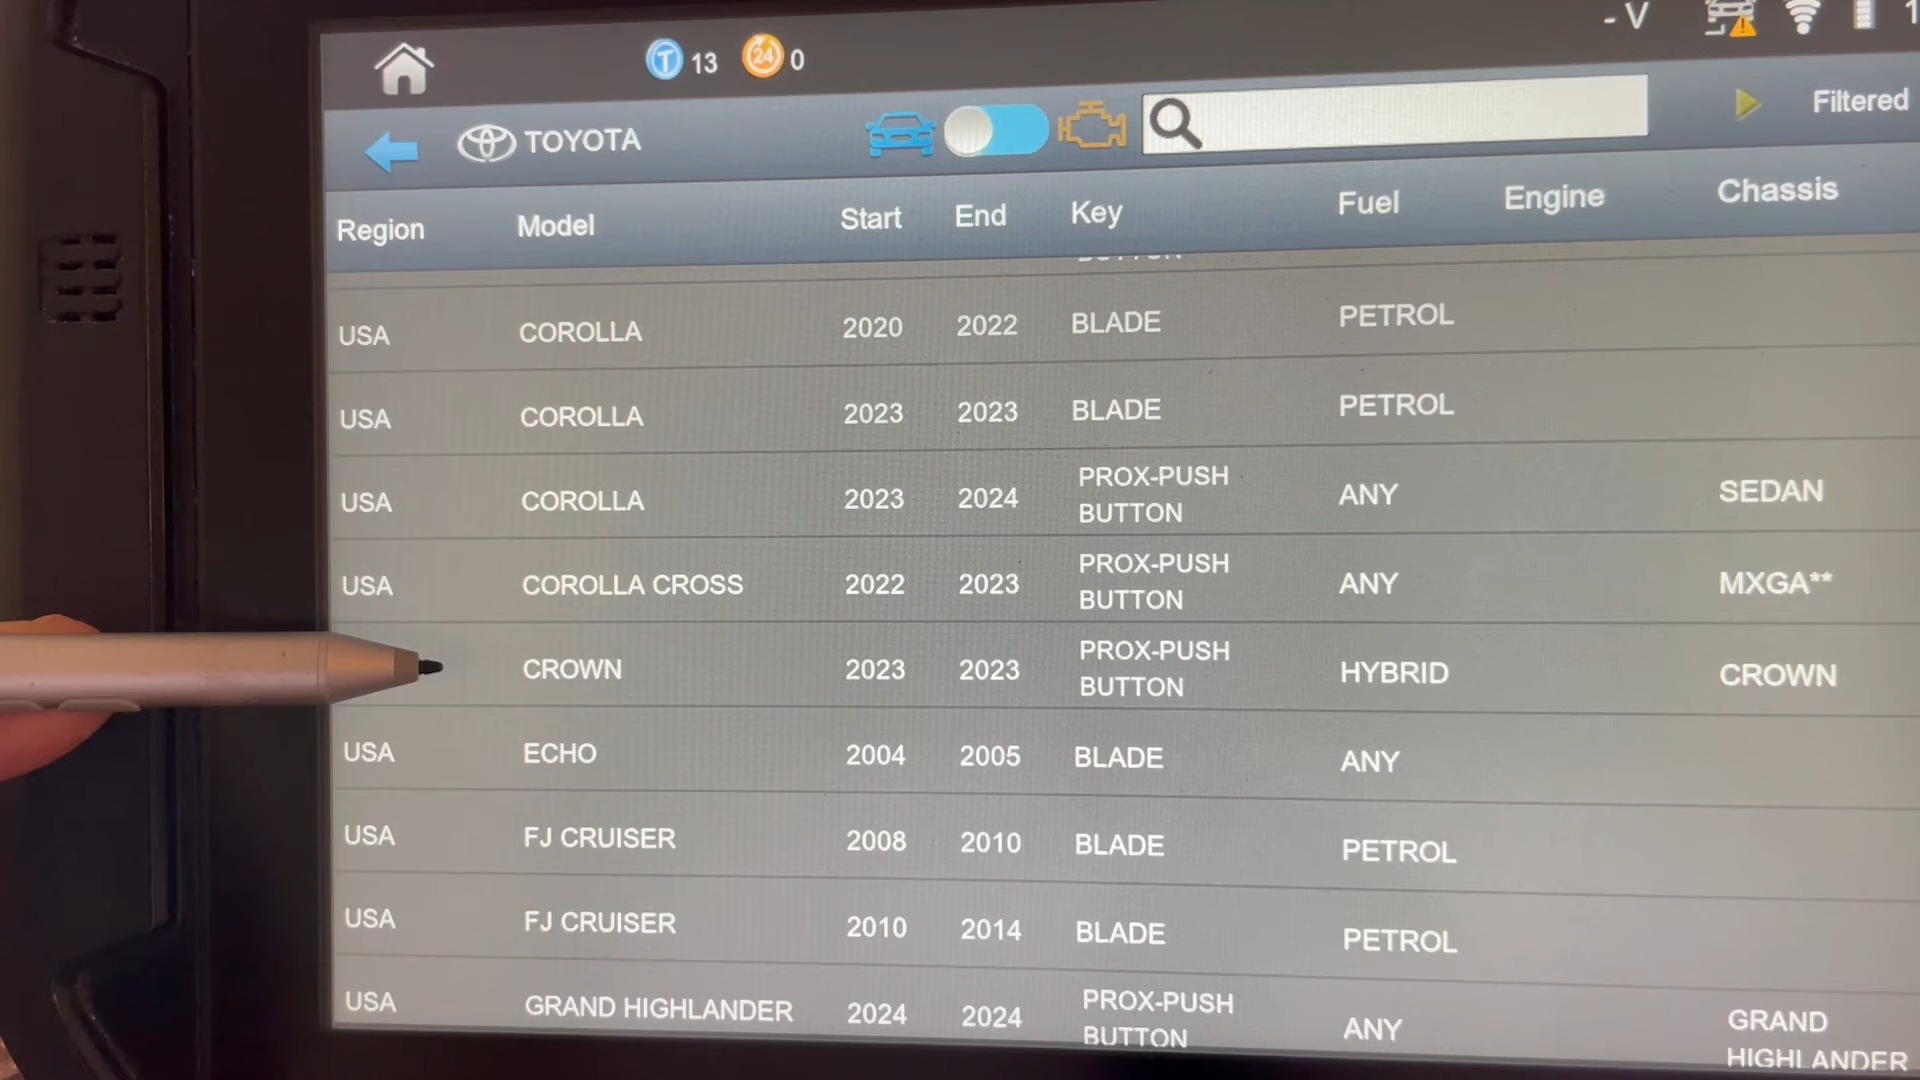 - V
13 24 0
TOYOTA
Filtered
Region Model Start End Key Fuel Engine Chassis
BUTTON
USA COROLLA 2020 2022 BLADE PETROL
USA COROLLA 2023 2023 BLADE PETROL
USA COROLLA 2023 2024 PROX-PUSH BUTTON ANY SEDAN
USA COROLLA CROSS 2022 2023 PROX-PUSH BUTTON ANY MXGA**
CROWN 2023 2023 PROX-PUSH BUTTON HYBRID CROWN
USA ECHO 2004 2005 BLADE ANY
USA FJ CRUISER 2008 2010 BLADE PETROL
USA FJ CRUISER 2010 2014 BLADE PETROL
USA GRAND HIGHLANDER 2024 2024 PROX-PUSH BUTTON ANY GRAND HIGHLANDER